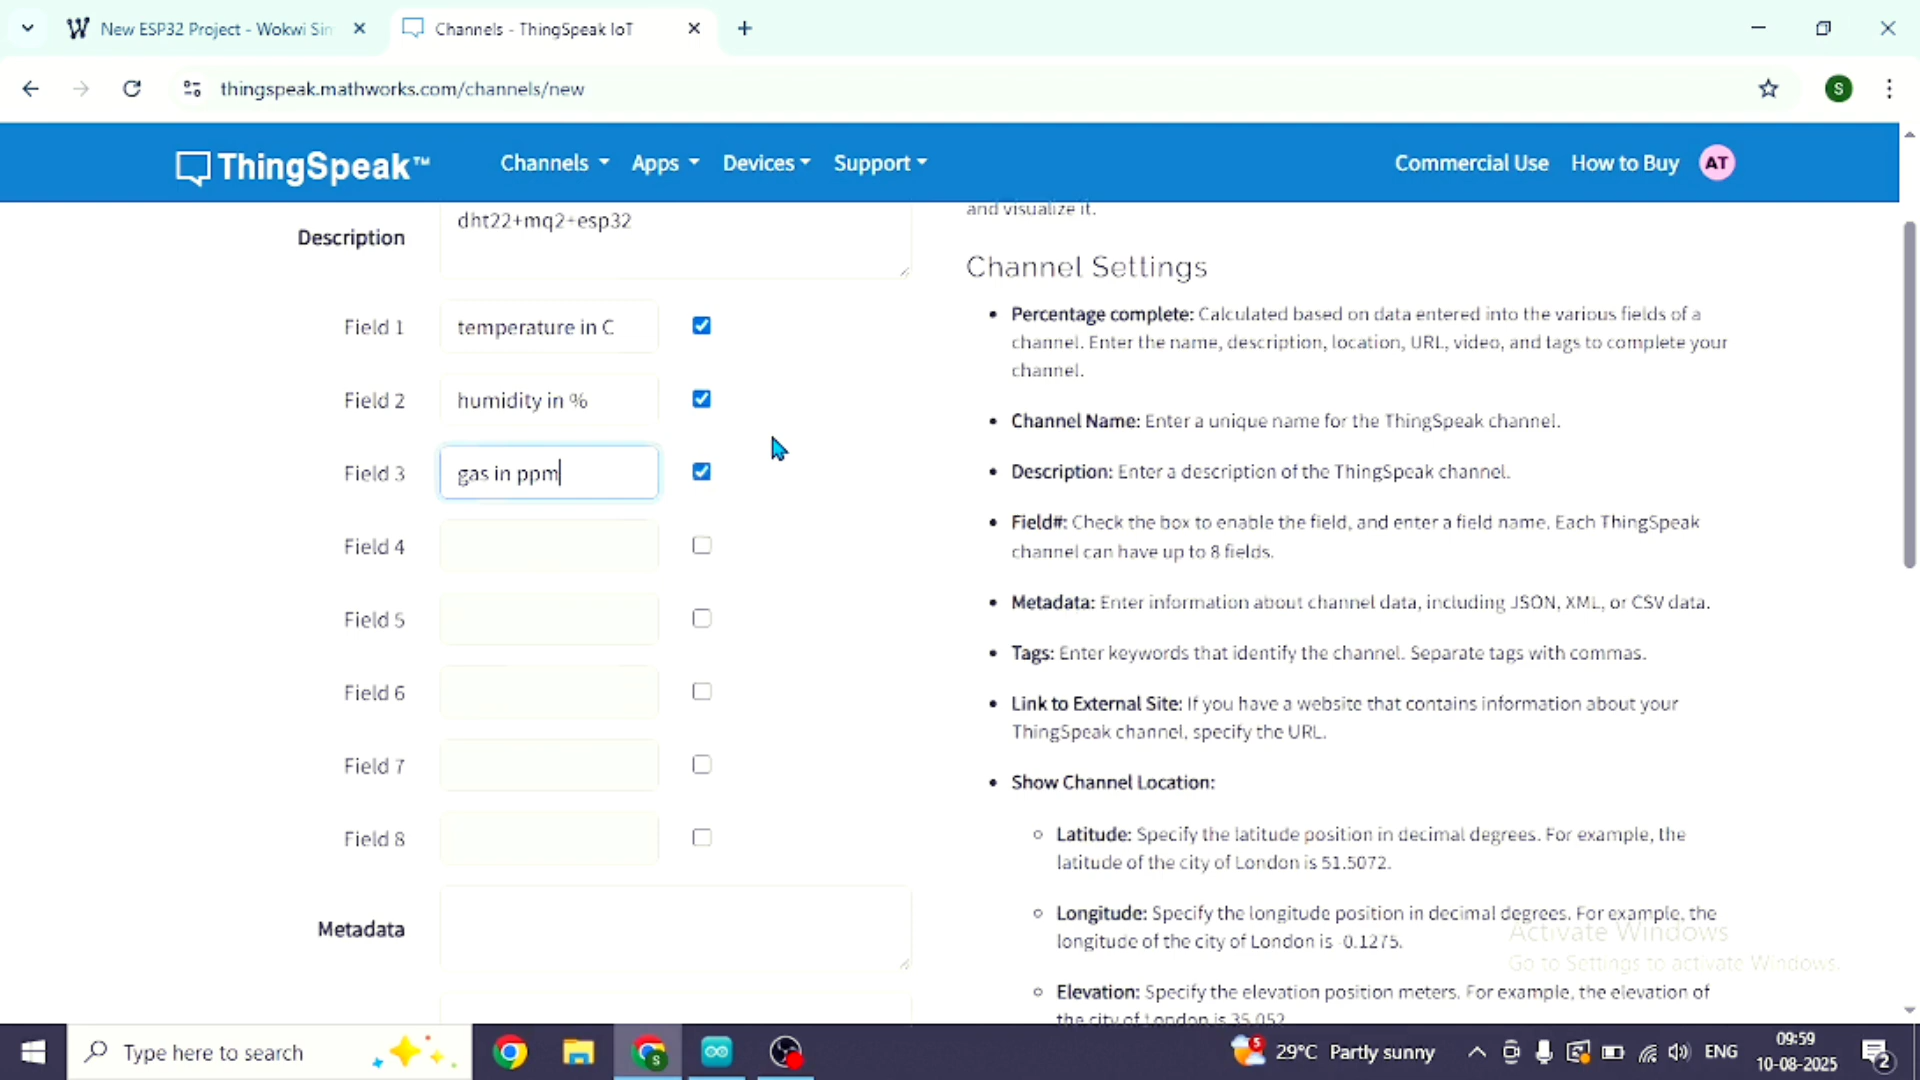 New ESP32 Project - Wokwi Sin
Channels - ThingSpeak IoT
thingspeak.mathworks.com/channels/new
S
ThingSpeak™
Channels
Apps
Devices
Support
Commercial Use
How to Buy
AT
Description
dht22+mq2+esp32
Field 1
temperature in C
Field 2
humidity in %
Field 3
gas in ppm
Field 4
Field 5
Field 6
Field 7
Field 8
Metadata
and visualize it.
Channel Settings
Percentage complete: Calculated based on data entered into the various fields of a
channel. Enter the name, description, location, URL, video, and tags to complete your
channel.
Channel Name: Enter a unique name for the ThingSpeak channel.
Description: Enter a description of the ThingSpeak channel.
Field#: Check the box to enable the field, and enter a field name. Each ThingSpeak
channel can have up to 8 fields.
Metadata: Enter information about channel data, including JSON, XML, or CSV data.
Tags: Enter keywords that identify the channel. Separate tags with commas.
Link to External Site: If you have a website that contains information about your
ThingSpeak channel, specify the URL.
Show Channel Location:
Latitude: Specify the latitude position in decimal degrees. For example, the
latitude of the city of London is 51.5072.
Longitude: Specify the longitude position in decimal degrees. For example, the
longitude of the city of London is -0.1275.
Elevation: Specify the elevation position meters. For example, the elevation of
the city of London is 35.052
Activate Windows
Go to Settings to activate Windows.
Type here to search
S
5
29°C Partly sunny
ENG
09:59
10-08-2025
2